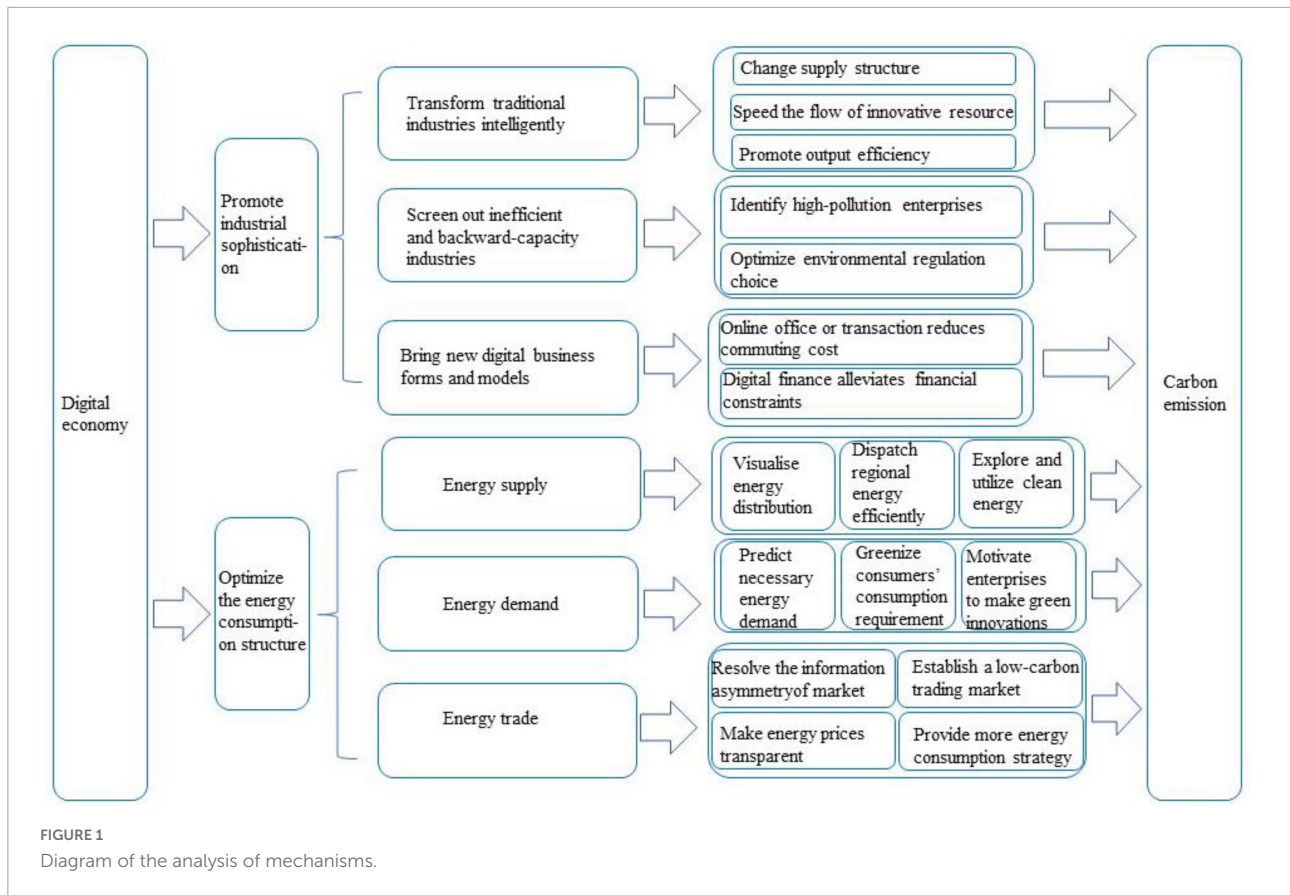 Digital
economy
Promote
industrial
sophisticati-
on
Transform traditional
industries intelligently
Change supply structure
Speed the flow of innovative resource
Promote output efficiency
Screen out inefficient
and backward-capacity
industries
Identify high-pollution enterprises
Optimize environmental regulation
choice
Bring new digital business
forms and models
Online office or transaction reduces
commuting cost
Digital finance alleviates financial
constraints
Optimize
the energy
consumpti-
on structure
Energy supply
Visualise
energy
distribution
Dispatch
regional
energy
efficiently
Explore and
utilize clean
energy
Energy demand
Predict
necessary
energy
demand
Greenize
consumers’
consumption
requirement
Motivate
enterprises
to make green
innovations
Energy trade
Resolve the information
asymmetryof market
Establish a low-carbon
trading market
Make energy prices
transparent
Provide more energy
consumption strategy
Carbon
emission
FIGURE 1
Diagram of the analysis of mechanisms.